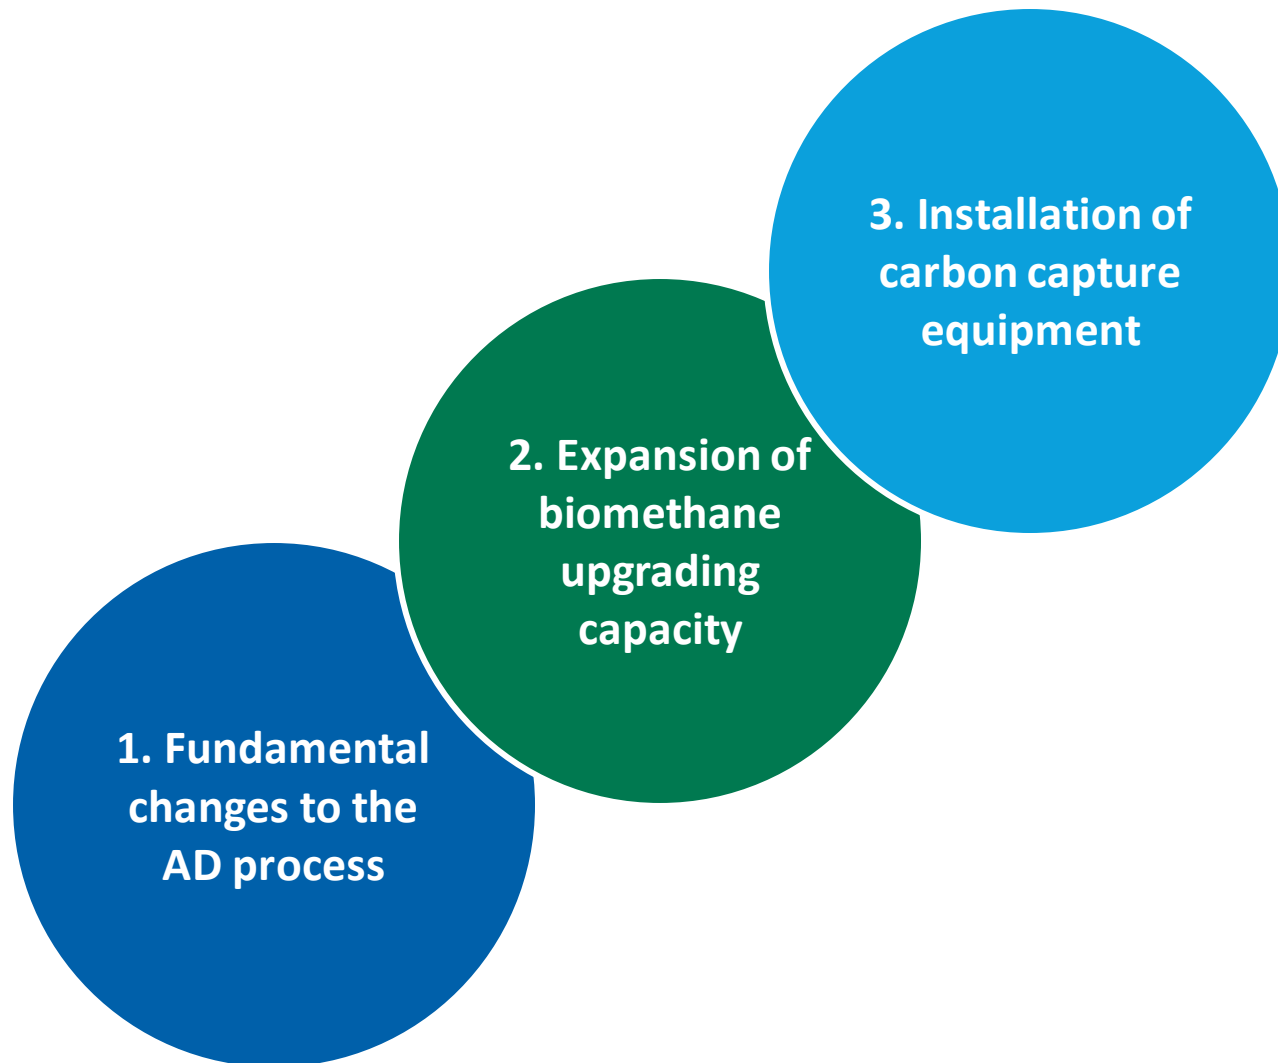 1. Fundamental
changes to the
AD process
2. Expansion of
biomethane
upgrading
capacity
3. Installation of
carbon capture
equipment